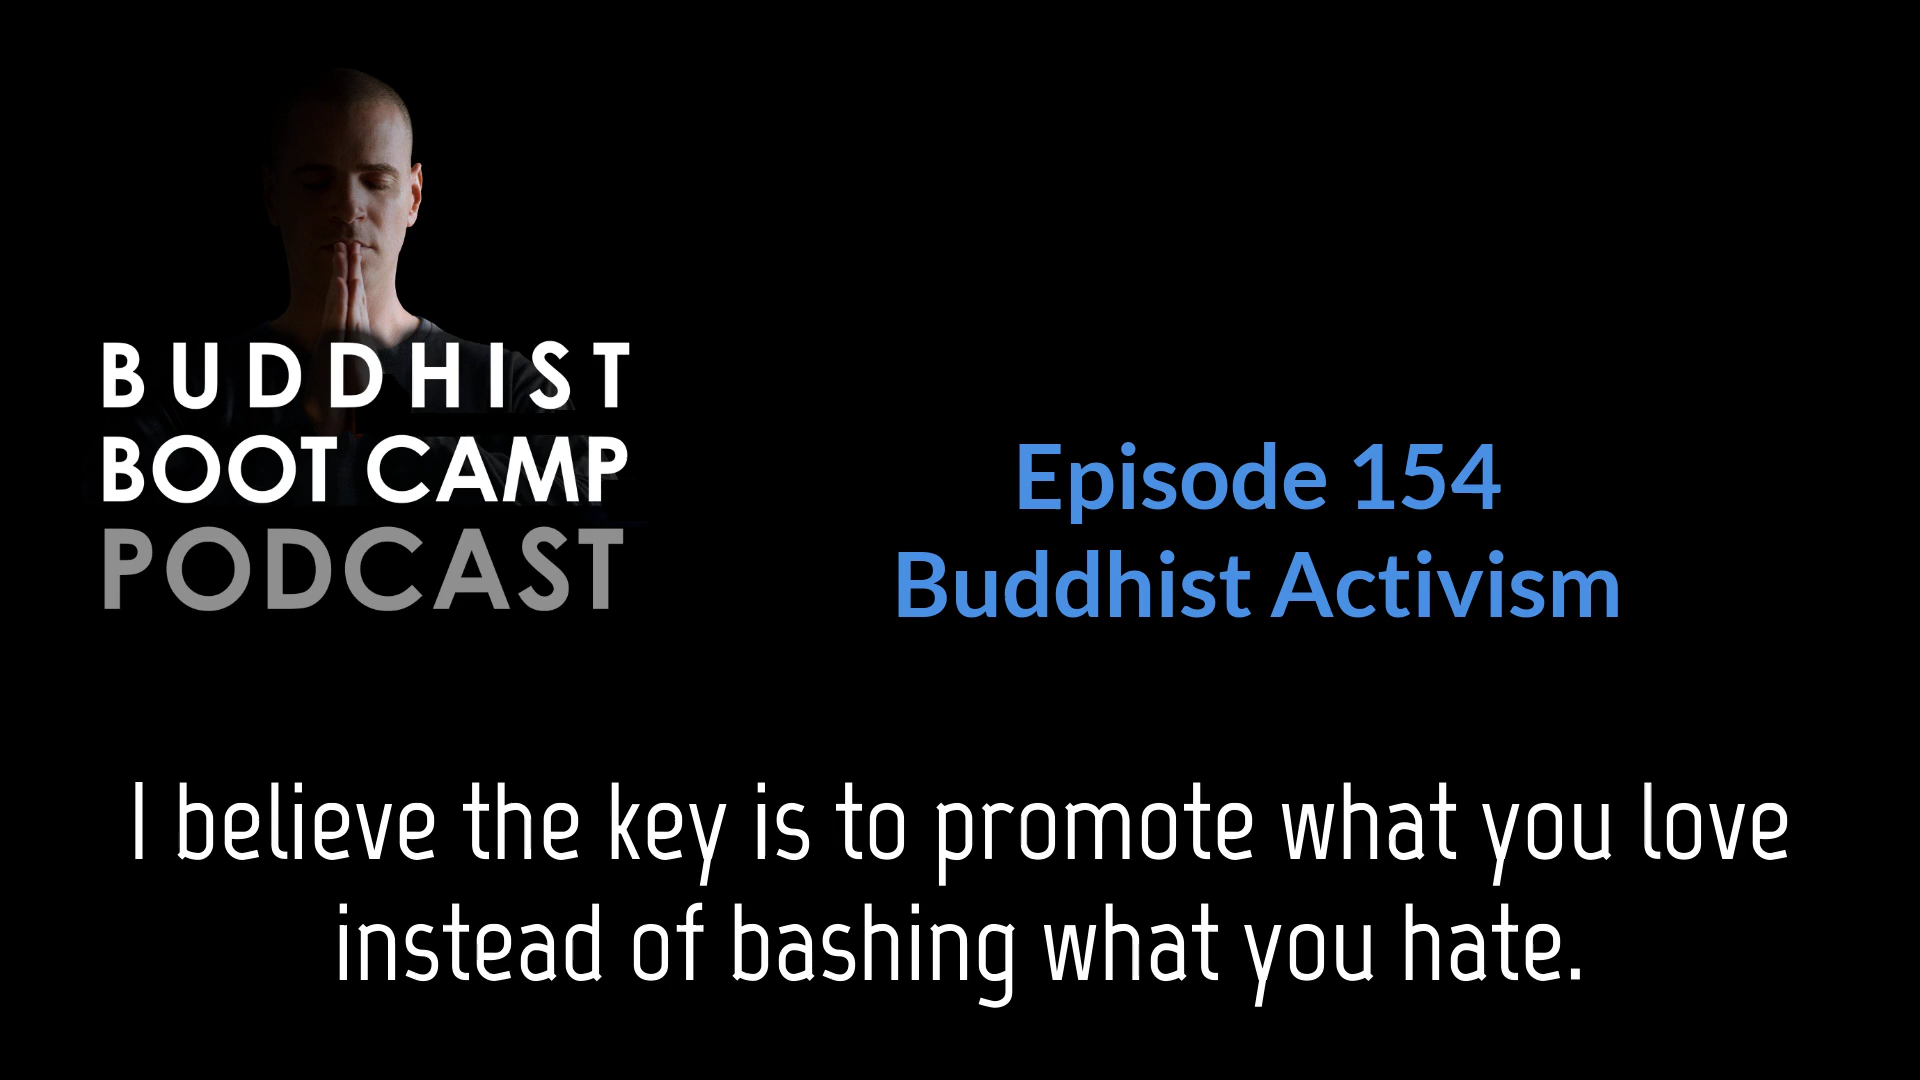 BUDDHIST
BOOT CAMP
PODCAST
Episode 154
Buddhist Activism
I believe the key is to promote what you love
instead of bashing what you hate.